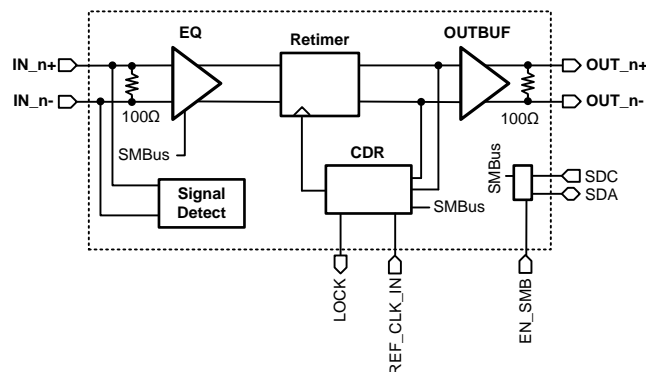 EQ
Retimer
OUTBUF
IN_n+
OUT_n+
IN_n-
OUT_n-
100Ω
100Ω
SMBus
CDR
SMBus
SDC
SDA
Signal
Detect
SMBus
LOCK
REF_CLK_IN
EN_SMB